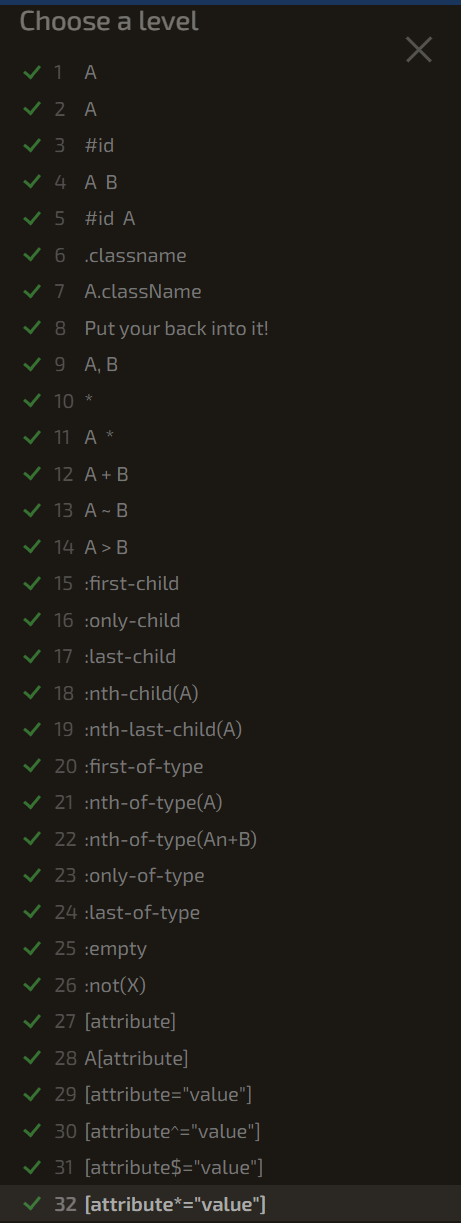 Choose a level
1 A
2 A
3 #id
4 A B
5 #id A
6 .classname
7 A.className
8 Put your back into it!
9 A, B
10 *
11 A *
12 A + B
13 A ~ B
14 A > B
15 :first-child
16 :only-child
17 :last-child
18 :nth-child(A)
19 :nth-last-child(A)
20 :first-of-type
21 :nth-of-type(A)
22 :nth-of-type(An+B)
23 :only-of-type
24 :last-of-type
25 :empty
26 :not(X)
27 [attribute]
28 A[attribute]
29 [attribute="value"]
30 [attribute^="value"]
31 [attribute$="value"]
32 [attribute*="value"]